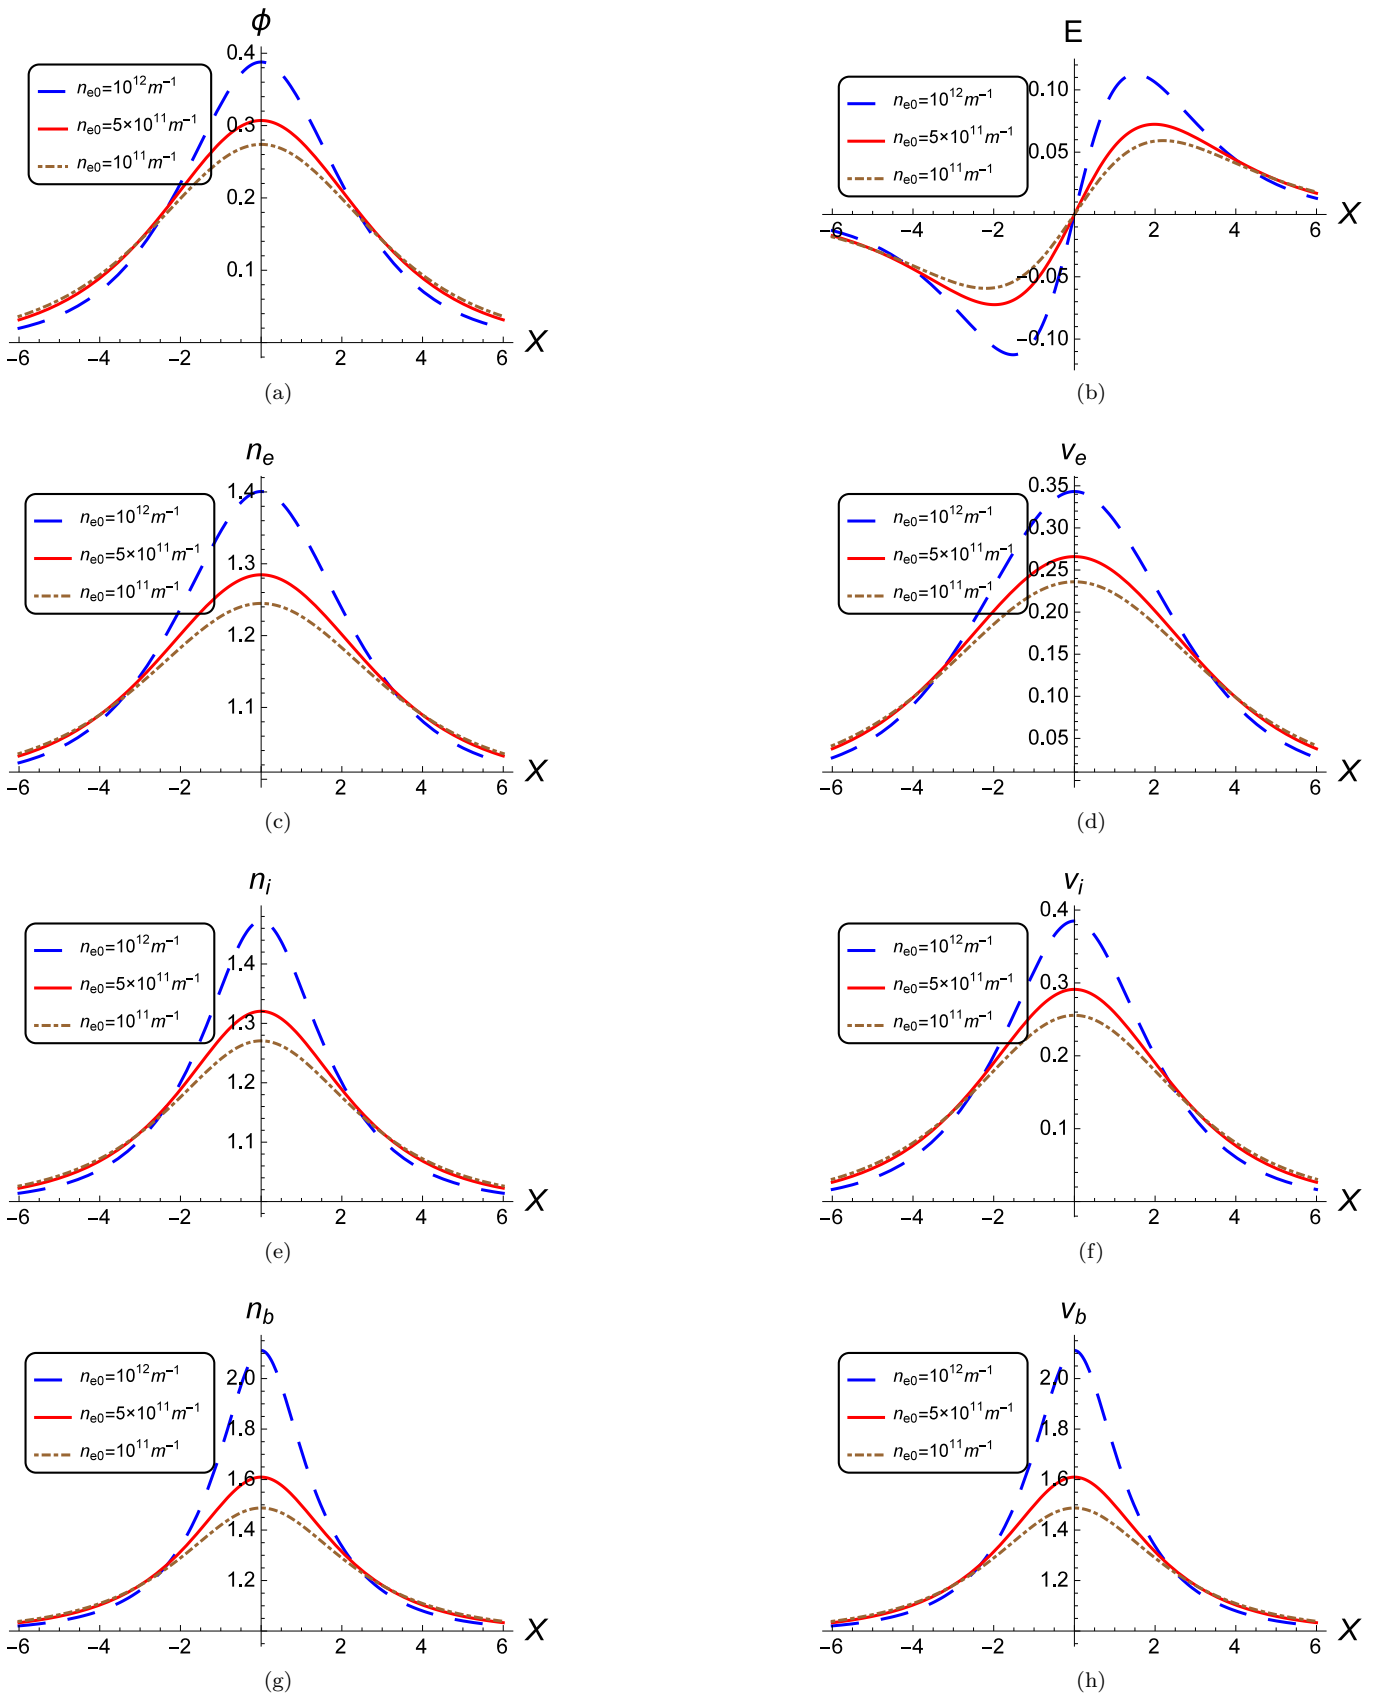 ϕ
n_e0=10^12 m^−1
n_e0=5×10^11 m^−1
n_e0=10^11 m^−1
0.4
0.3
0.2
0.1
−6 −4 −2 2 4 6 X
(a)
E
n_e0=10^12 m^−1
n_e0=5×10^11 m^−1
n_e0=10^11 m^−1
0.10
0.05
−6 −4 −2 2 4 6 X
−0.05
−0.10
(b)
n_e
n_e0=10^12 m^−1
n_e0=5×10^11 m^−1
n_e0=10^11 m^−1
1.4
1.3
1.2
1.1
−6 −4 −2 2 4 6 X
(c)
v_e
n_e0=10^12 m^−1
n_e0=5×10^11 m^−1
n_e0=10^11 m^−1
0.35
0.30
0.25
0.20
0.15
0.10
0.05
−6 −4 −2 2 4 6 X
(d)
n_i
n_e0=10^12 m^−1
n_e0=5×10^11 m^−1
n_e0=10^11 m^−1
1.4
1.3
1.2
1.1
−6 −4 −2 2 4 6 X
(e)
v_i
n_e0=10^12 m^−1
n_e0=5×10^11 m^−1
n_e0=10^11 m^−1
0.4
0.3
0.2
0.1
−6 −4 −2 2 4 6 X
(f)
n_b
n_e0=10^12 m^−1
n_e0=5×10^11 m^−1
n_e0=10^11 m^−1
2.0
1.8
1.6
1.4
1.2
−6 −4 −2 2 4 6 X
(g)
v_b
n_e0=10^12 m^−1
n_e0=5×10^11 m^−1
n_e0=10^11 m^−1
2.0
1.8
1.6
1.4
1.2
−6 −4 −2 2 4 6 X
(h)